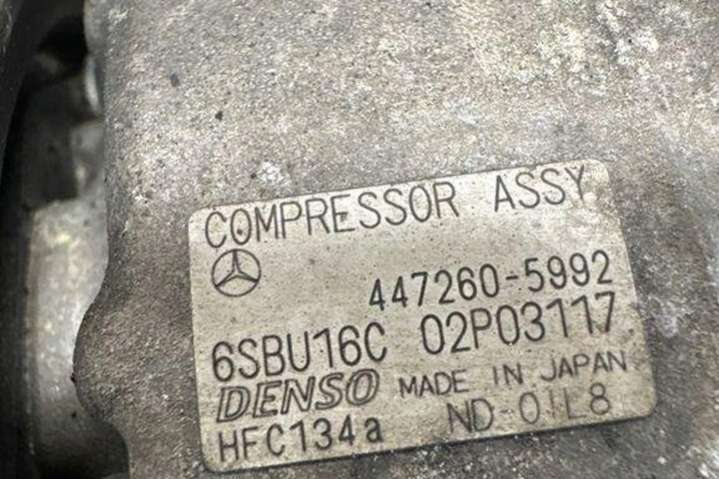 COMPRESSOR ASSY
447260-5992
6SBU16C 02P03117
DENSO MADE IN JAPAN
HFC134a ND-OIL8